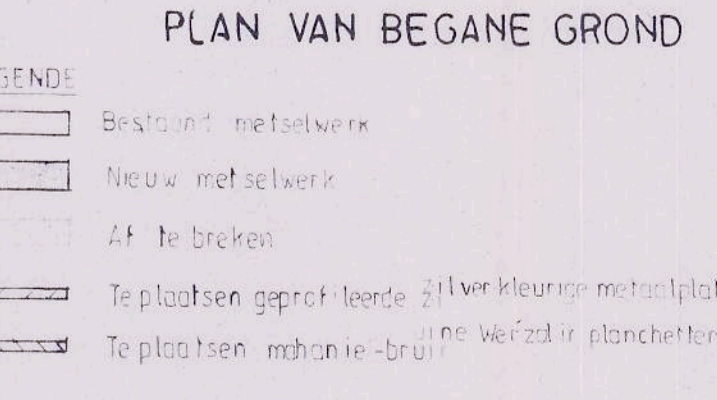 PLAN VAN BEGANE GROND
GENDE
Bestaand metselwerk
Nieuw metselwerk
Af te breken
Te plaatsen geprofileerde zilverkleurige metaalplat
Te plaatsen mahonie-bruine Werzalit planchetten